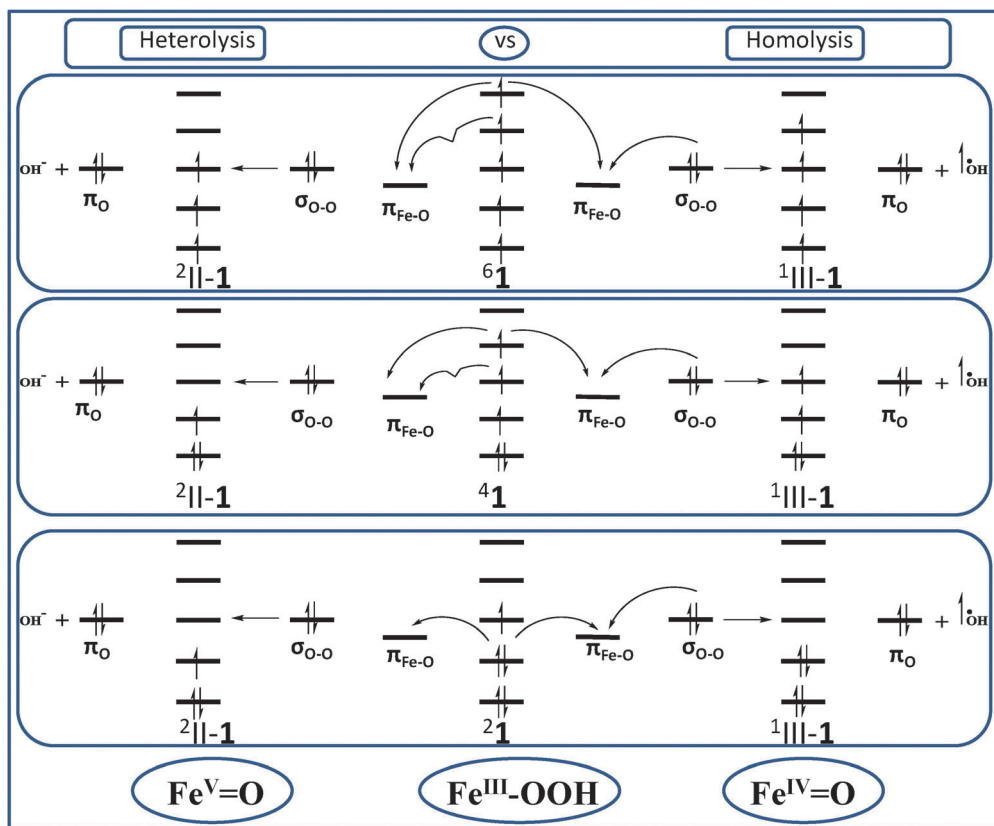 Heterolysis vs Homolysis
OH⁻ + π_O σ_O-O π_Fe-O π_Fe-O σ_O-O π_O + •OH
²II-1 ⁶1 ¹III-1
OH⁻ + π_O σ_O-O π_Fe-O π_Fe-O σ_O-O π_O + •OH
²II-1 ⁴1 ¹III-1
OH⁻ + π_O σ_O-O π_Fe-O π_Fe-O σ_O-O π_O + •OH
²II-1 ²1 ¹III-1
Fe^V=O Fe^III-OOH Fe^IV=O